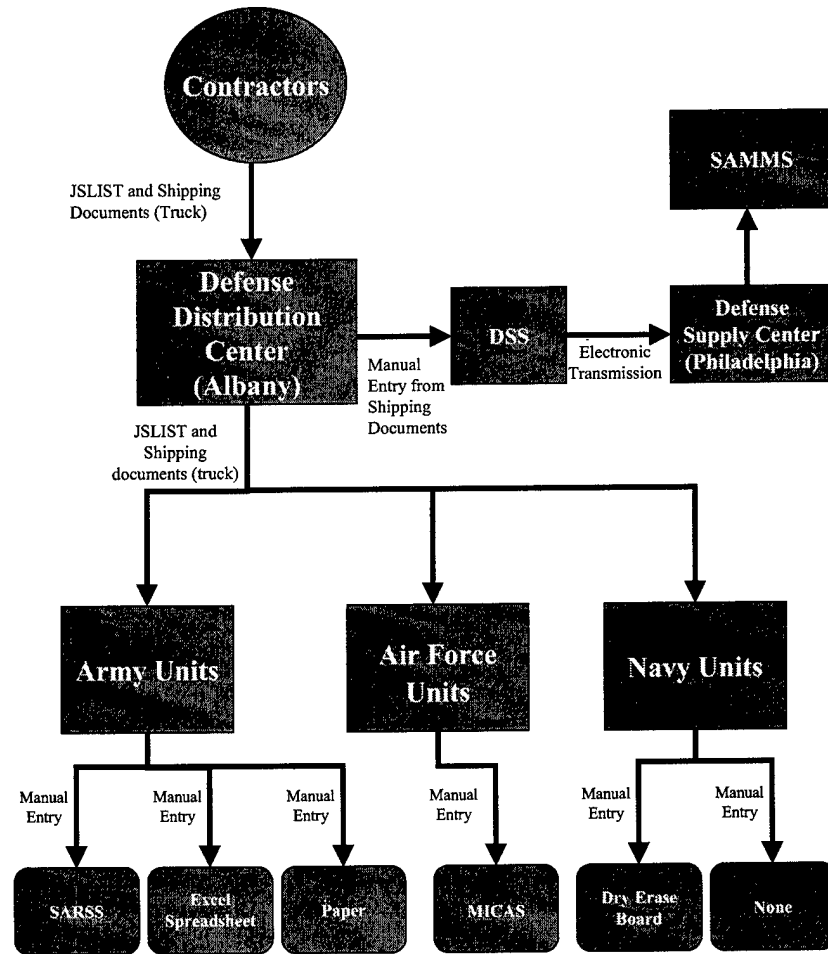 Contractors
SAMMS
JSLIST and Shipping
Documents (Truck)
Defense
Distribution
Center
(Albany)
DSS
Defense
Supply Center
(Philadelphia)
Manual
Entry from
Shipping
Documents
Electronic
Transmission
JSLIST and
Shipping
documents (truck)
Army Units
Air Force
Units
Navy Units
Manual
Entry
Manual
Entry
Manual
Entry
Manual
Entry
Manual
Entry
Manual
Entry
SARSS
Excel
Spreadsheet
Paper
MICAS
Dry Erase
Board
None